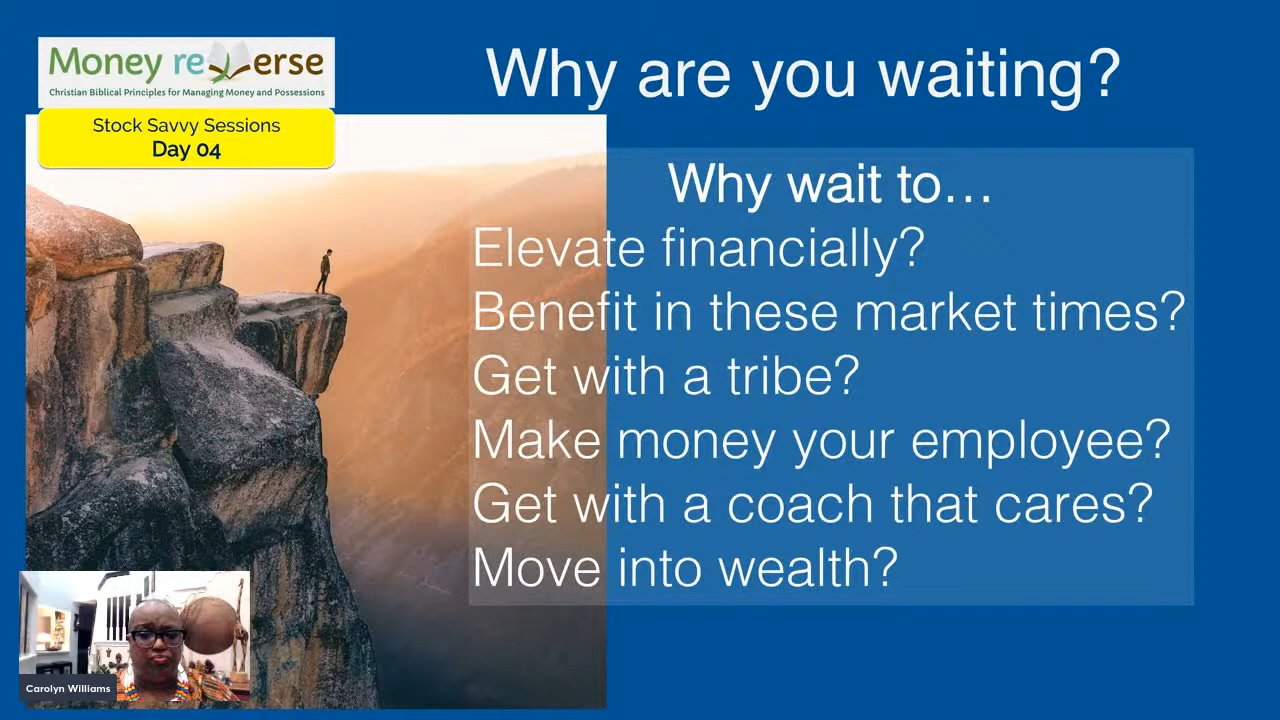 Money reVerse
Christian Biblical Principles for Managing Money and Possessions
Stock Savvy Sessions
Day 04
Why are you waiting?
Why wait to...
Elevate financially?
Benefit in these market times?
Get with a tribe?
Make money your employee?
Get with a coach that cares?
Move into wealth?
Carolyn Williams